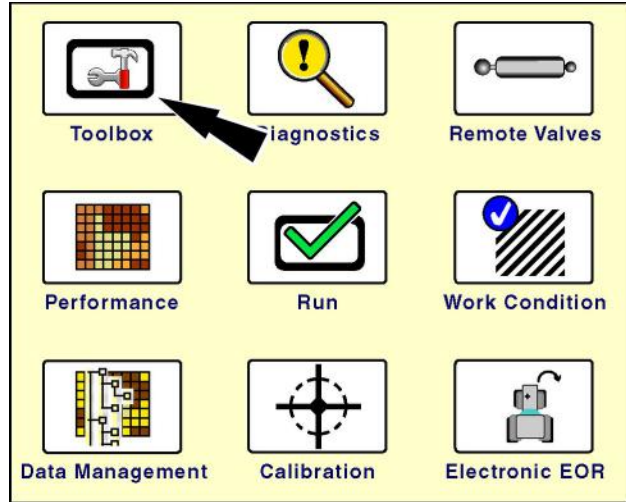 Toolbox
Diagnostics
Remote Valves
Performance
Run
Work Condition
Data Management
Calibration
Electronic EOR